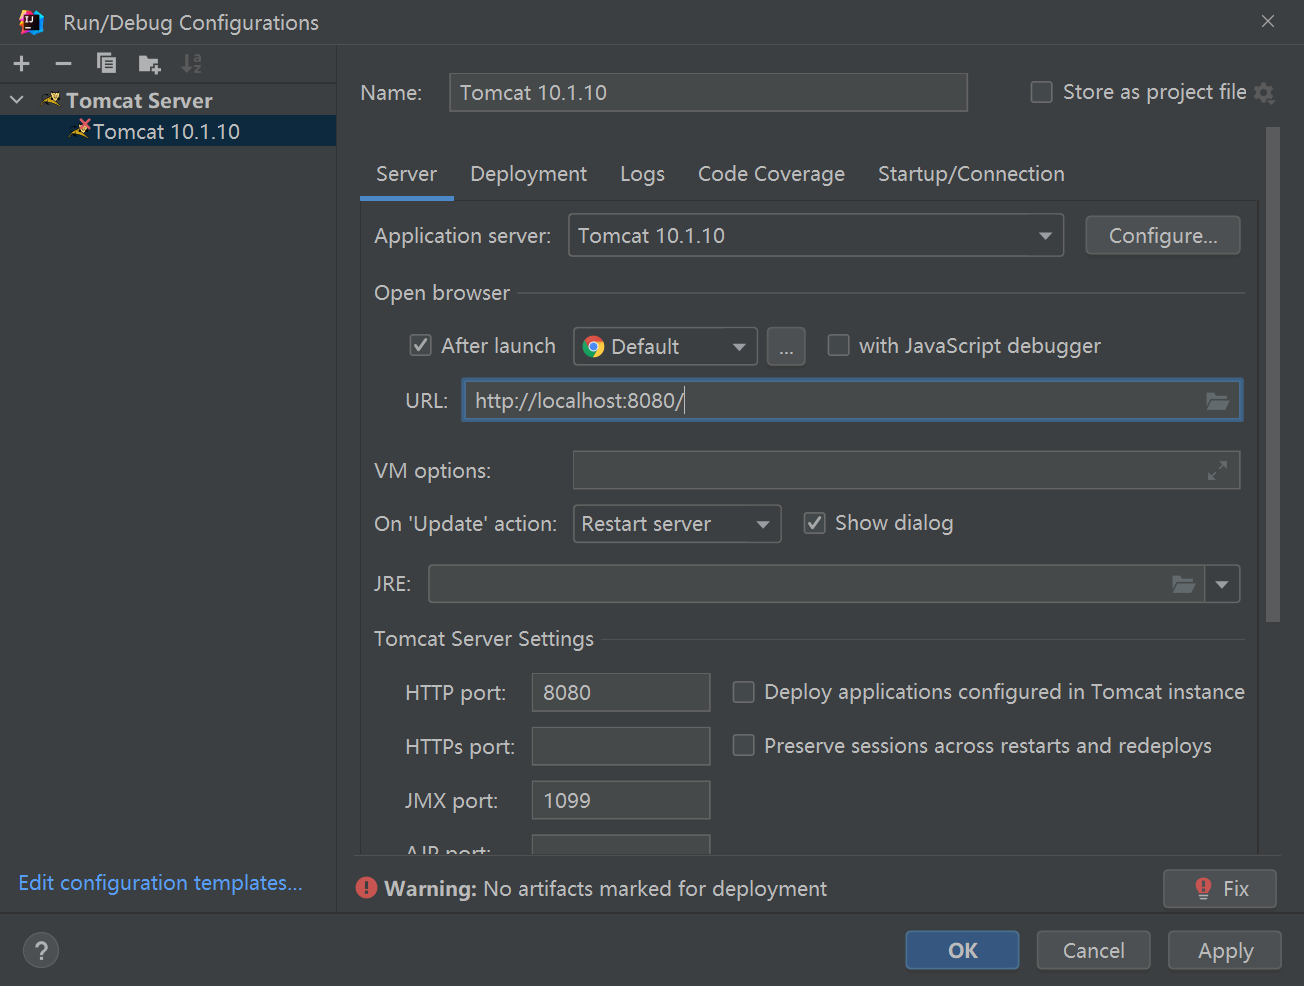 Run/Debug Configurations
Tomcat Server
Tomcat 10.1.10
Name: Tomcat 10.1.10 Store as project file
Server Deployment Logs Code Coverage Startup/Connection
Application server: Tomcat 10.1.10 Configure...
Open browser
After launch Default ... with JavaScript debugger
URL: http://localhost:8080/
VM options:
On 'Update' action: Restart server Show dialog
JRE:
Tomcat Server Settings
HTTP port: 8080 Deploy applications configured in Tomcat instance
HTTPs port: Preserve sessions across restarts and redeploys
JMX port: 1099
AJP port:
Edit configuration templates...
Warning: No artifacts marked for deployment Fix
? OK Cancel Apply